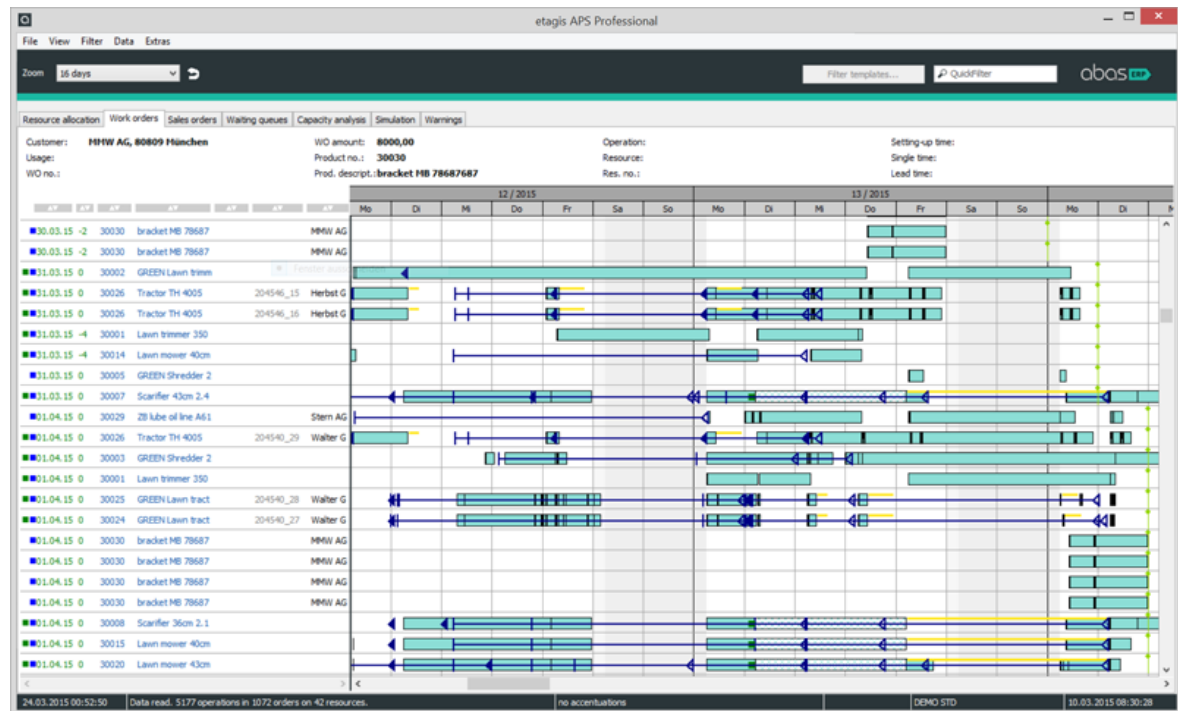 etagis APS Professional
File View Filter Data Extras
Zoom 16 days Filter templates... QuickFilter abas ERP
Resource allocation Work orders Sales orders Waiting queues Capacity analysis Simulation Warnings
Customer: MMW AG, 80809 München WO amount: 8000,00 Operation: Setting-up time:
Usage: Product no.: 30030 Resource: Single time:
WO no.: Prod. descript.: bracket MB 78687687 Res. no.: Lead time:
12 / 2015 13 / 2015
Mo Di Mi Do Fr Sa So Mo Di Mi Do Fr Sa So Mo Di
30.03.15 -2 30030 bracket MB 78687 MMW AG
30.03.15 -2 30030 bracket MB 78687 MMW AG
31.03.15 0 30002 GREEN Lawn trimm
31.03.15 0 30026 Tractor TH 4005 204546_15 Herbst G
31.03.15 0 30026 Tractor TH 4005 204546_16 Herbst G
31.03.15 -4 30001 Lawn trimmer 350
31.03.15 -4 30014 Lawn mower 40cm
31.03.15 0 30005 GREEN Shredder 2
31.03.15 0 30007 Scarifier 43cm 2.4
01.04.15 0 30029 ZB lube oil line A61 Stern AG
01.04.15 0 30026 Tractor TH 4005 204540_29 Walter G
01.04.15 0 30003 GREEN Shredder 2
01.04.15 0 30001 Lawn trimmer 350
01.04.15 0 30025 GREEN Lawn tract 204540_28 Walter G
01.04.15 0 30024 GREEN Lawn tract 204540_27 Walter G
01.04.15 0 30030 bracket MB 78687 MMW AG
01.04.15 0 30030 bracket MB 78687 MMW AG
01.04.15 0 30030 bracket MB 78687 MMW AG
01.04.15 0 30030 bracket MB 78687 MMW AG
01.04.15 0 30008 Scarifier 36cm 2.1
01.04.15 0 30015 Lawn mower 40cm
01.04.15 0 30020 Lawn mower 43cm
24.03.2015 00:52:50 Data read. 5177 operations in 1072 orders on 42 resources. no accentuations DEMO STD 10.03.2015 08:30:28